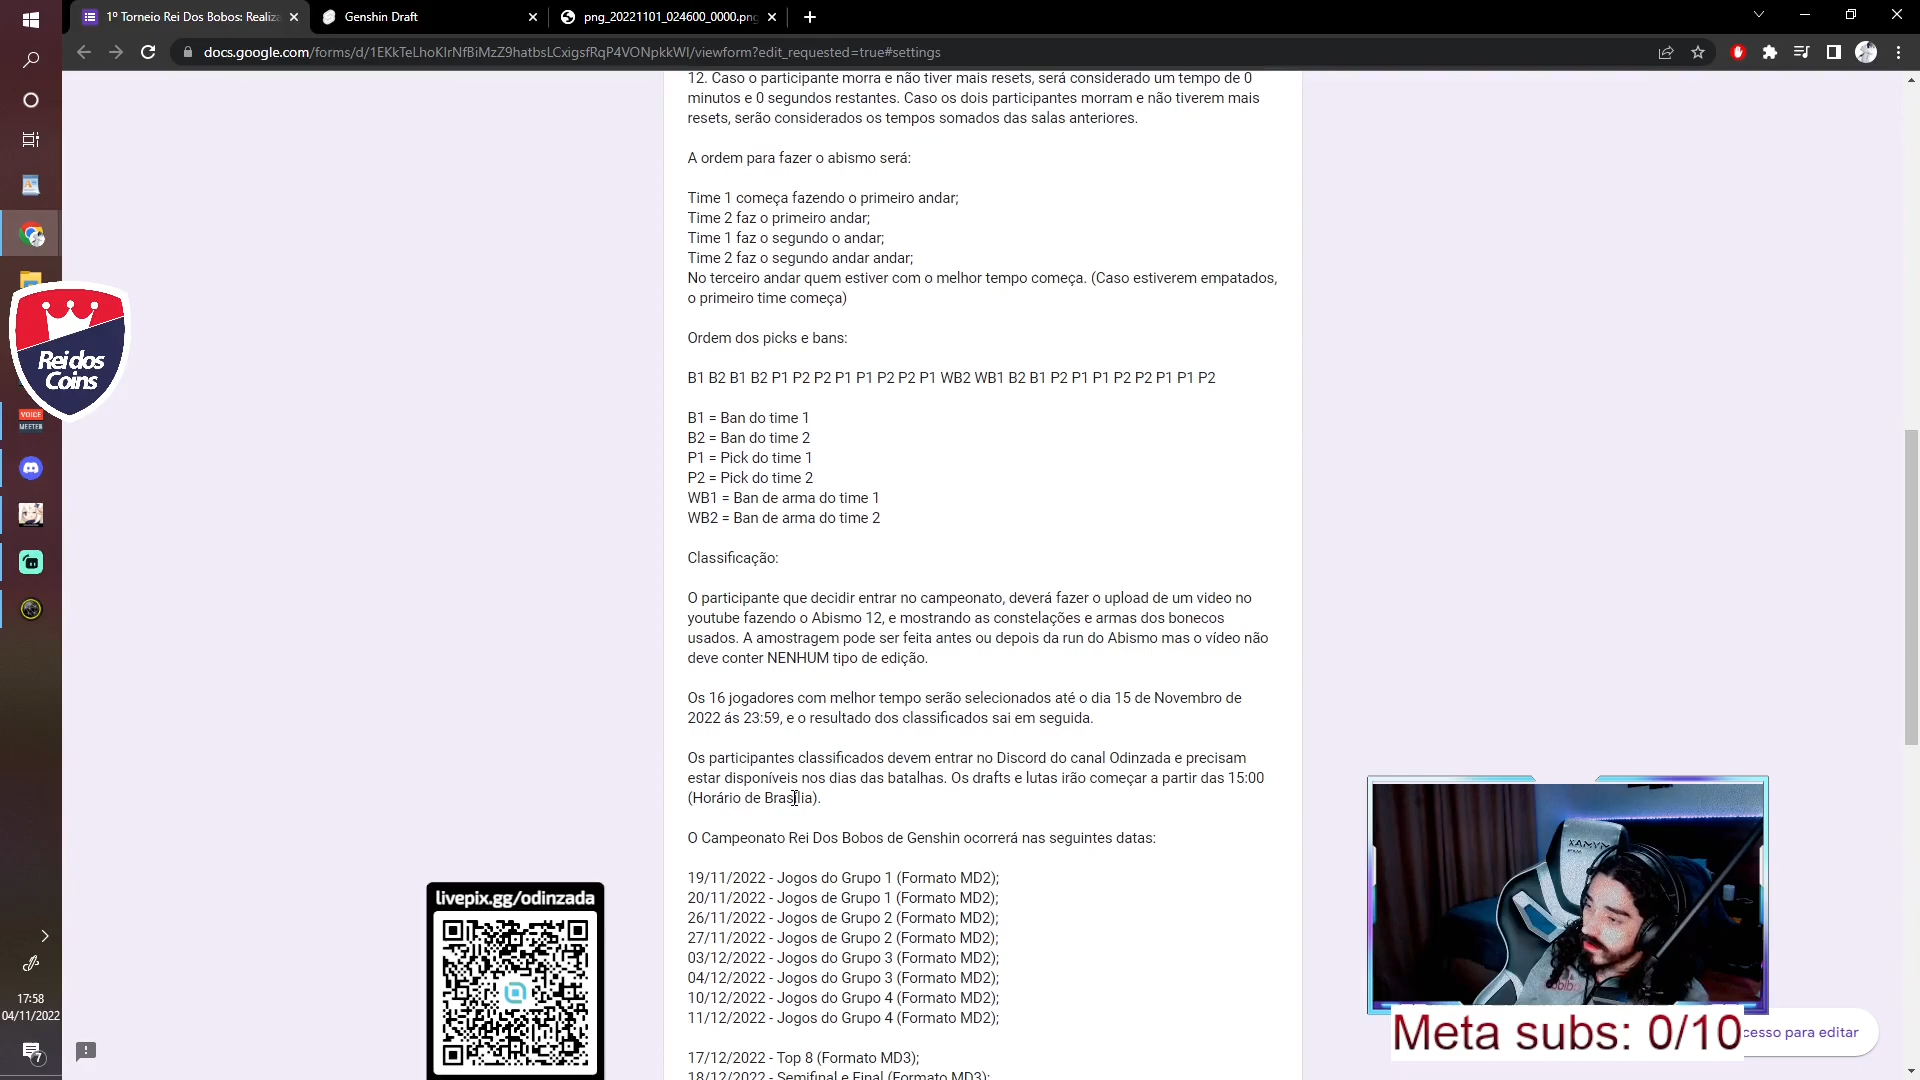 1º Torneio Rei Dos Bobos: Realiza
Genshin Draft
png_20221101_024600_0000.png
docs.google.com/forms/d/1EKkTeLhoKIrNfBiMzZ9hatbsLCxigsfRqP4VONpkkWI/viewform?edit_requested=true#settings
12. Caso o participante morra e não tiver mais resets, será considerado um tempo de 0
minutos e 0 segundos restantes. Caso os dois participantes morram e não tiverem mais
resets, serão considerados os tempos somados das salas anteriores.
A ordem para fazer o abismo será:
Time 1 começa fazendo o primeiro andar;
Time 2 faz o primeiro andar;
Time 1 faz o segundo o andar;
Time 2 faz o segundo andar andar;
No terceiro andar quem estiver com o melhor tempo começa. (Caso estiverem empatados,
o primeiro time começa)
Ordem dos picks e bans:
B1 B2 B1 B2 P1 P2 P2 P1 P1 P2 P2 P1 WB2 WB1 B2 B1 P2 P1 P1 P2 P2 P1 P1 P2
B1 = Ban do time 1
B2 = Ban do time 2
P1 = Pick do time 1
P2 = Pick do time 2
WB1 = Ban de arma do time 1
WB2 = Ban de arma do time 2
Classificação:
O participante que decidir entrar no campeonato, deverá fazer o upload de um video no
youtube fazendo o Abismo 12, e mostrando as constelações e armas dos bonecos
usados. A amostragem pode ser feita antes ou depois da run do Abismo mas o vídeo não
deve conter NENHUM tipo de edição.
Os 16 jogadores com melhor tempo serão selecionados até o dia 15 de Novembro de
2022 ás 23:59, e o resultado dos classificados sai em seguida.
Os participantes classificados devem entrar no Discord do canal Odinzada e precisam
estar disponíveis nos dias das batalhas. Os drafts e lutas irão começar a partir das 15:00
(Horário de Brasília).
O Campeonato Rei Dos Bobos de Genshin ocorrerá nas seguintes datas:
19/11/2022 - Jogos do Grupo 1 (Formato MD2);
20/11/2022 - Jogos de Grupo 1 (Formato MD2);
26/11/2022 - Jogos de Grupo 2 (Formato MD2);
27/11/2022 - Jogos de Grupo 2 (Formato MD2);
03/12/2022 - Jogos do Grupo 3 (Formato MD2);
04/12/2022 - Jogos do Grupo 3 (Formato MD2);
10/12/2022 - Jogos do Grupo 4 (Formato MD2);
11/12/2022 - Jogos do Grupo 4 (Formato MD2);
17/12/2022 - Top 8 (Formato MD3);
18/12/2022 - Semifinal e Final (Formato MD3);
Rei dos
Coins
VOICE
MEETER
17:58
04/11/2022
7
livepix.gg/odinzada
XAMYN
Meta subs: 0/10
cesso para editar